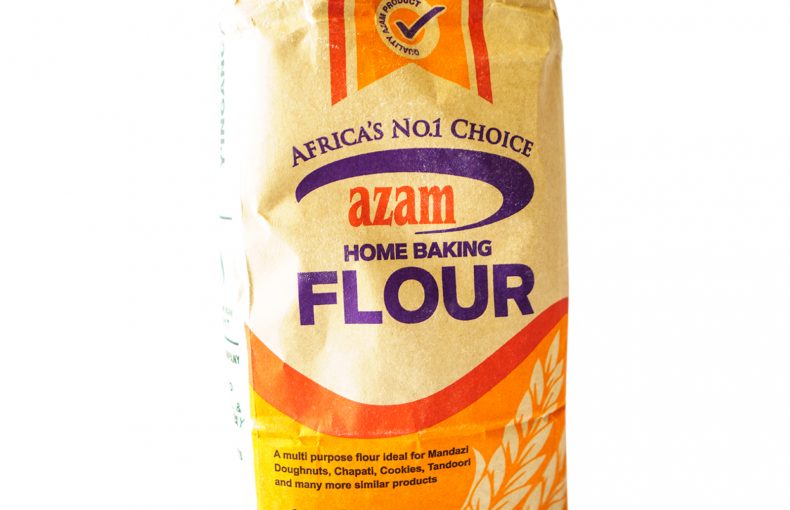 QUALITY AZAM PRODUCT
AFRICA'S NO.1 CHOICE
azam
HOME BAKING
FLOUR
A multi purpose flour ideal for Mandazi
Doughnuts, Chapati, Cookies, Tandoori
and many more similar products